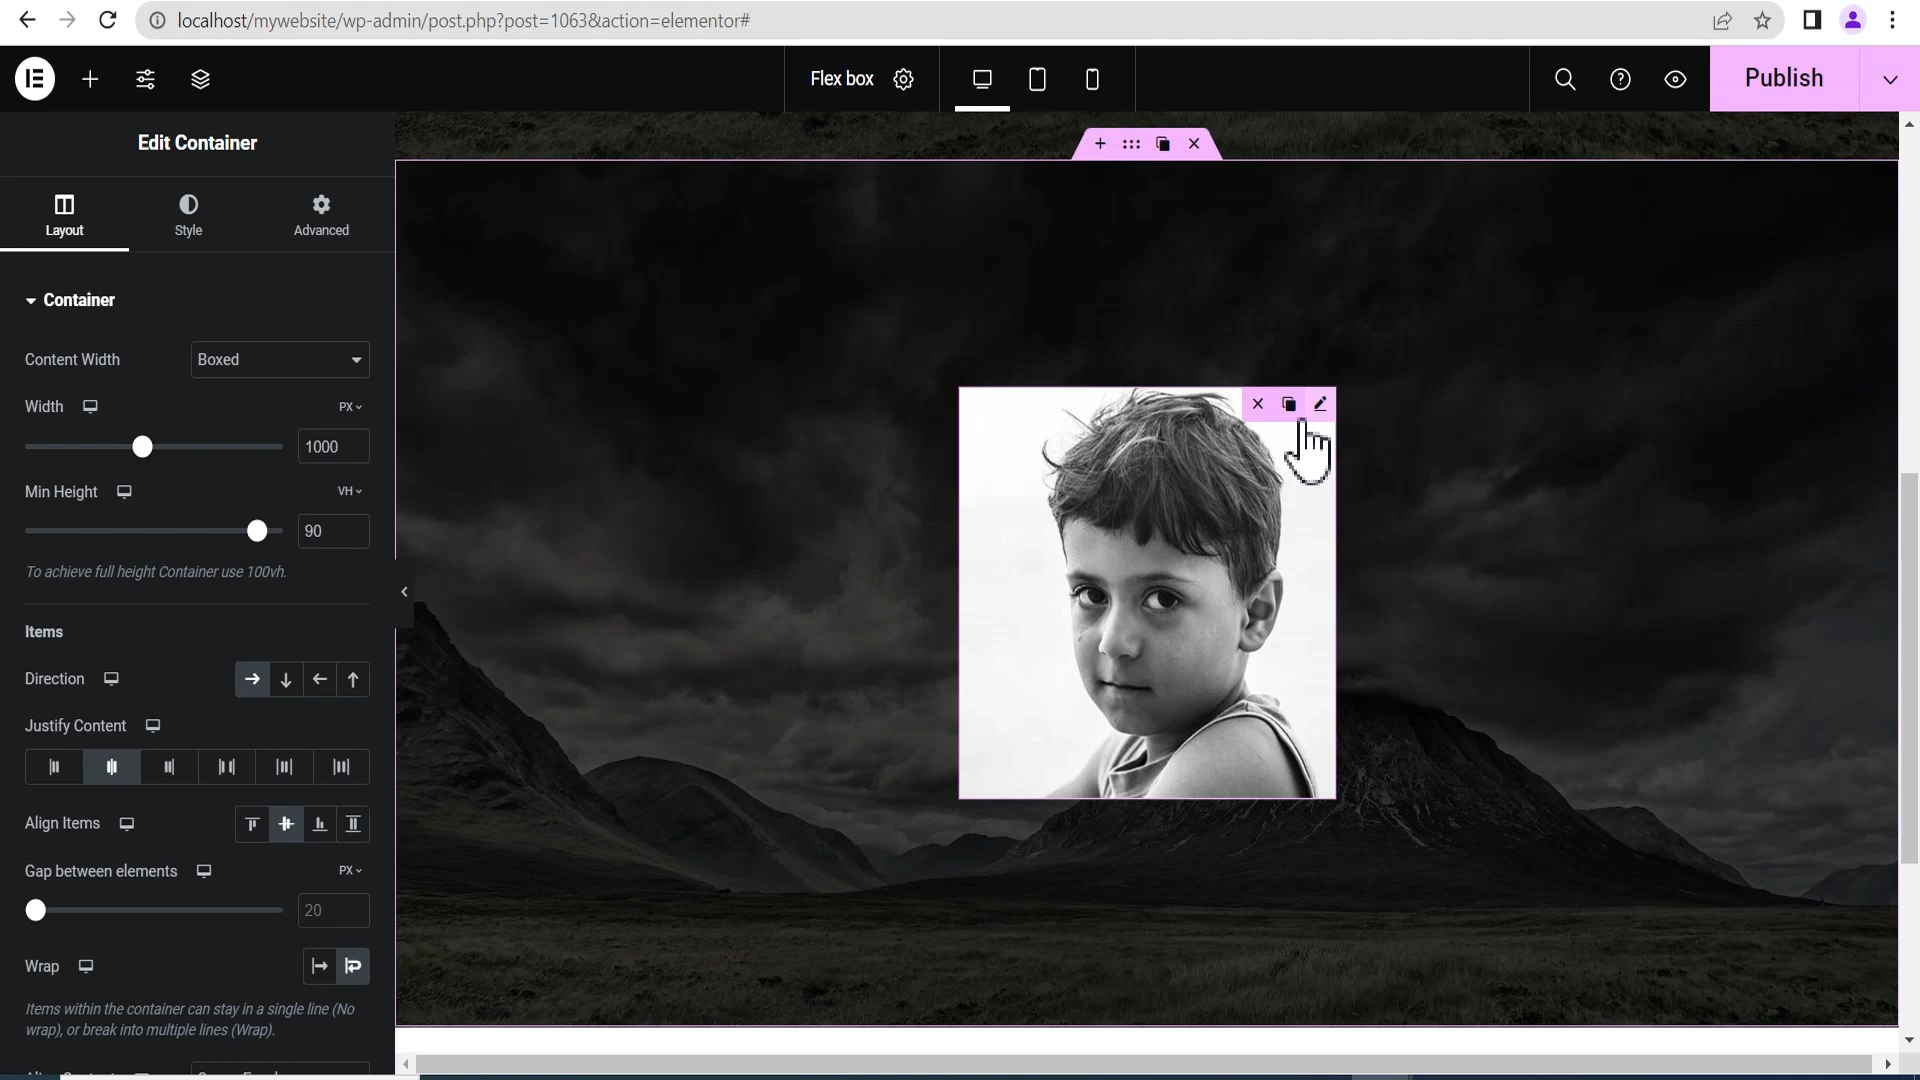 localhost/mywebsite/wp-admin/post.php?post=1063&action=elementor#
Flex box
Publish
Edit Container
Layout
Style
Advanced
Container
Content Width
Boxed
Width
PX
1000
Min Height
VH
90
To achieve full height Container use 100vh.
Items
Direction
Justify Content
Align Items
Gap between elements
PX
20
Wrap
Items within the container can stay in a single line (No
wrap), or break into multiple lines (Wrap).